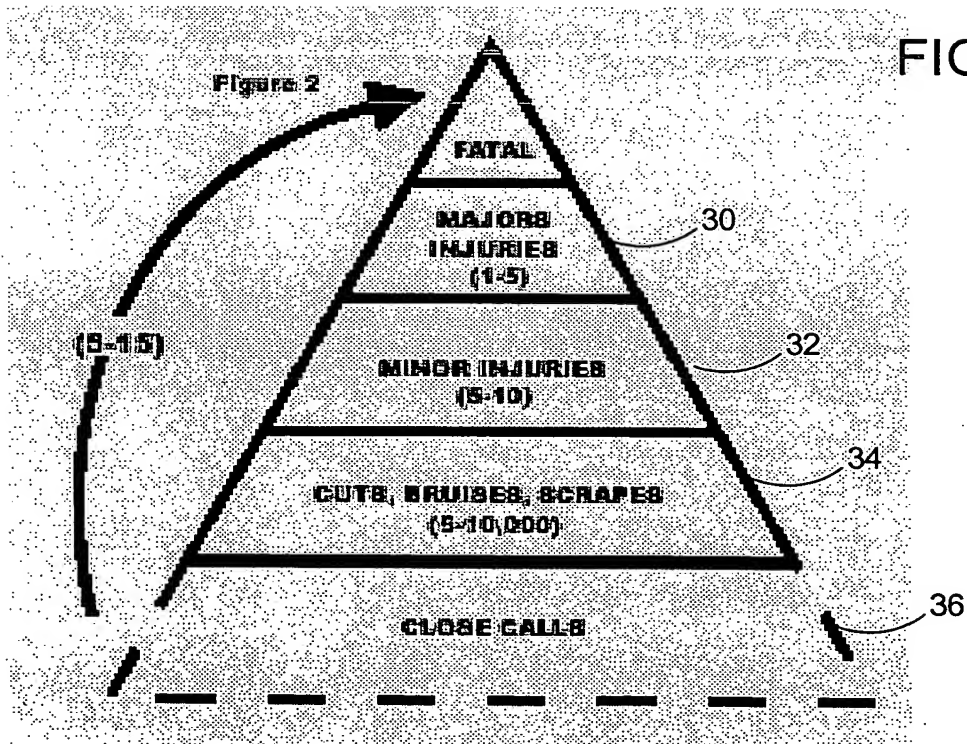 FIG
Figure 2
FATAL
MAJORS
INJURIES
(1-5)
30
(5-15)
32
MINOR INJURIES
(5-10)
34
CUTS, BRUISES, SCRAPES
(5-10\000)
36
CLOSE CALLS